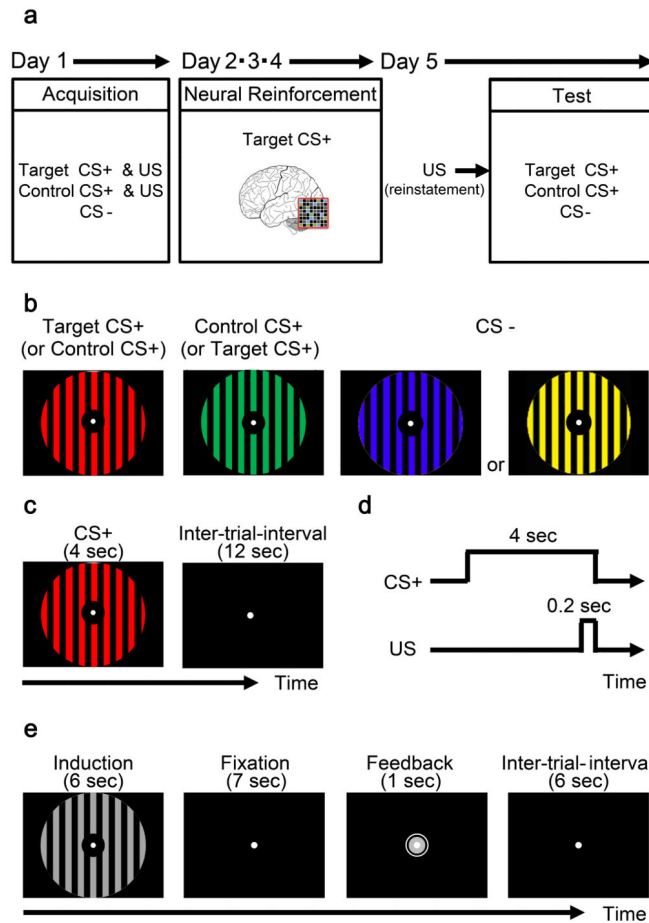 a
Day 1 Day 2·3·4 Day 5
Acquisition Neural Reinforcement Test
Target CS+
Target CS+ & US US Target CS+
Control CS+ & US (reinstatement) Control CS+
CS- CS-
b
Target CS+ Control CS+ CS -
(or Control CS+) (or Target CS+)
or
c d
CS+ Inter-trial-interval
(4 sec) (12 sec)
4 sec
CS+
0.2 sec
US
Time Time
e
Induction Fixation Feedback Inter-trial-interva
(6 sec) (7 sec) (1 sec) (6 sec)
Time